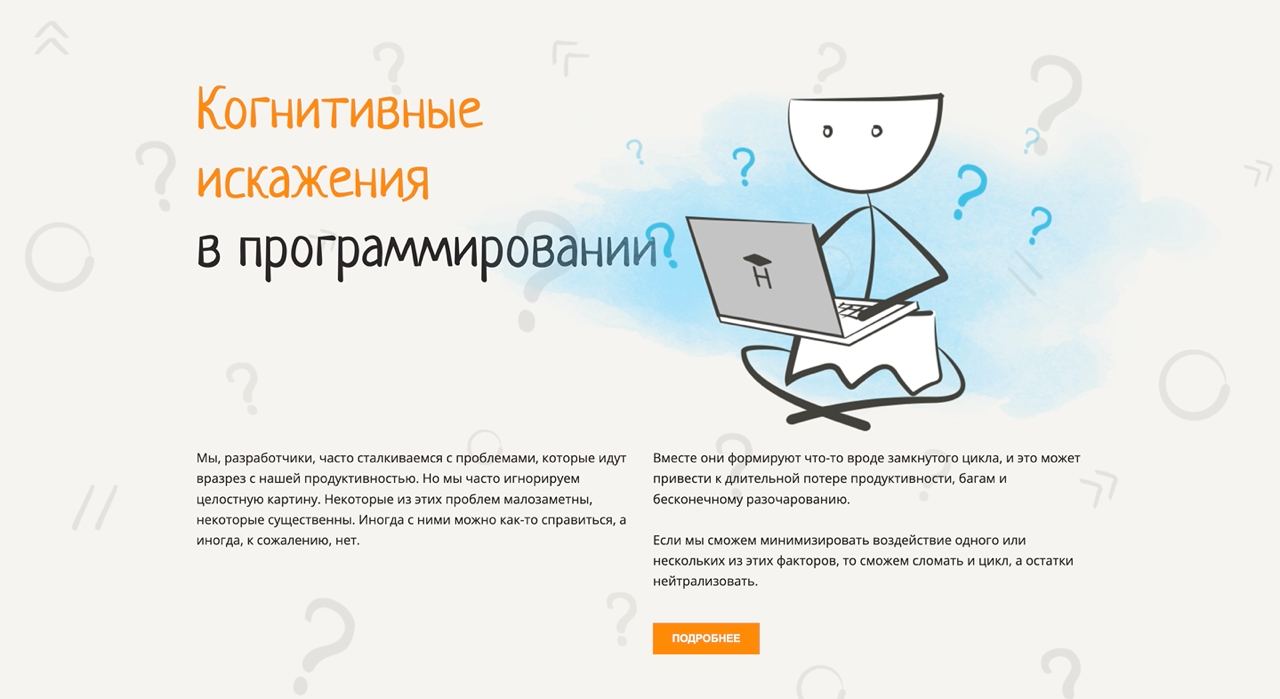 Когнитивные
искажения
в программировании
H
Мы, разработчики, часто сталкиваемся с проблемами, которые идут
вразрез с нашей продуктивностью. Но мы часто игнорируем
целостную картину. Некоторые из этих проблем малозаметны,
некоторые существенны. Иногда с ними можно как-то справиться, а
иногда, к сожалению, нет.
Вместе они формируют что-то вроде замкнутого цикла, и это может
привести к длительной потере продуктивности, багам и
бесконечному разочарованию.
Если мы сможем минимизировать воздействие одного или
нескольких из этих факторов, то сможем сломать и цикл, а остатки
нейтрализовать.
ПОДРОБНЕЕ